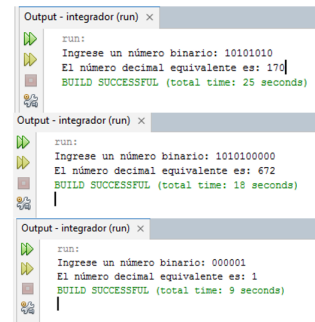 Output - integrador (run) ×
run:
Ingrese un número binario: 10101010
El número decimal equivalente es: 170
BUILD SUCCESSFUL (total time: 25 seconds)
Output - integrador (run) ×
run:
Ingrese un número binario: 1010100000
El número decimal equivalente es: 672
BUILD SUCCESSFUL (total time: 18 seconds)
Output - integrador (run) ×
run:
Ingrese un número binario: 000001
El número decimal equivalente es: 1
BUILD SUCCESSFUL (total time: 9 seconds)